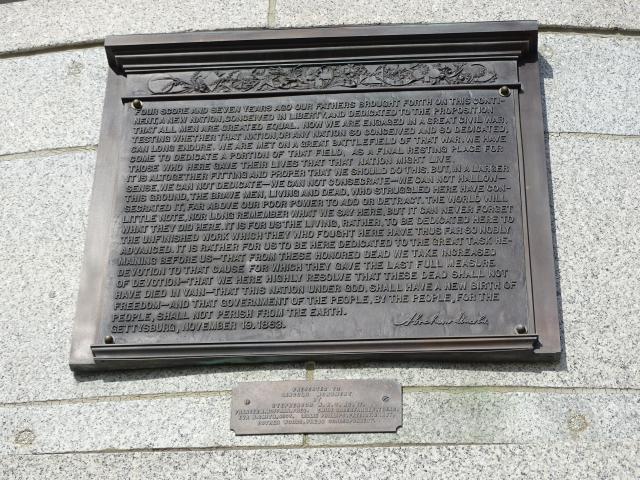 FOUR SCORE AND SEVEN YEARS AGO OUR FATHERS BROUGHT FORTH ON THIS CONTI-
NENT, A NEW NATION, CONCEIVED IN LIBERTY, AND DEDICATED TO THE PROPOSITION
THAT ALL MEN ARE CREATED EQUAL. NOW WE ARE ENGAGED IN A GREAT CIVIL WAR,
TESTING WHETHER THAT NATION, OR ANY NATION SO CONCEIVED AND SO DEDICATED,
CAN LONG ENDURE. WE ARE MET ON A GREAT BATTLEFIELD OF THAT WAR. WE HAVE
COME TO DEDICATE A PORTION OF THAT FIELD, AS A FINAL RESTING PLACE FOR
THOSE WHO HERE GAVE THEIR LIVES THAT THAT NATION MIGHT LIVE.
IT IS ALTOGETHER FITTING AND PROPER THAT WE SHOULD DO THIS. BUT, IN A LARGER
SENSE, WE CAN NOT DEDICATE—WE CAN NOT CONSECRATE—WE CAN NOT HALLOW—
THIS GROUND, THE BRAVE MEN, LIVING AND DEAD, WHO STRUGGLED HERE HAVE CON-
SECRATED IT, FAR ABOVE OUR POOR POWER TO ADD OR DETRACT. THE WORLD WILL
LITTLE NOTE, NOR LONG REMEMBER WHAT WE SAY HERE, BUT IT CAN NEVER FORGET
WHAT THEY DID HERE. IT IS FOR US THE LIVING, RATHER, TO BE DEDICATED HERE TO
THE UNFINISHED WORK WHICH THEY WHO FOUGHT HERE HAVE THUS FAR SO NOBLY
ADVANCED. IT IS RATHER FOR US TO BE HERE DEDICATED TO THE GREAT TASK RE-
MAINING BEFORE US—THAT FROM THESE HONORED DEAD WE TAKE INCREASED
DEVOTION TO THAT CAUSE FOR WHICH THEY GAVE THE LAST FULL MEASURE
OF DEVOTION—THAT WE HERE HIGHLY RESOLVE THAT THESE DEAD SHALL NOT
HAVE DIED IN VAIN—THAT THIS NATION UNDER GOD, SHALL HAVE A NEW BIRTH OF
FREEDOM—AND THAT GOVERNMENT OF THE PEOPLE, BY THE PEOPLE, FOR THE
PEOPLE, SHALL NOT PERISH FROM THE EARTH.
GETTYSBURG, NOVEMBER 19, 1863. Abraham Lincoln
PRESENTED TO
LINCOLN MONUMENT
BY
STEPHENSON